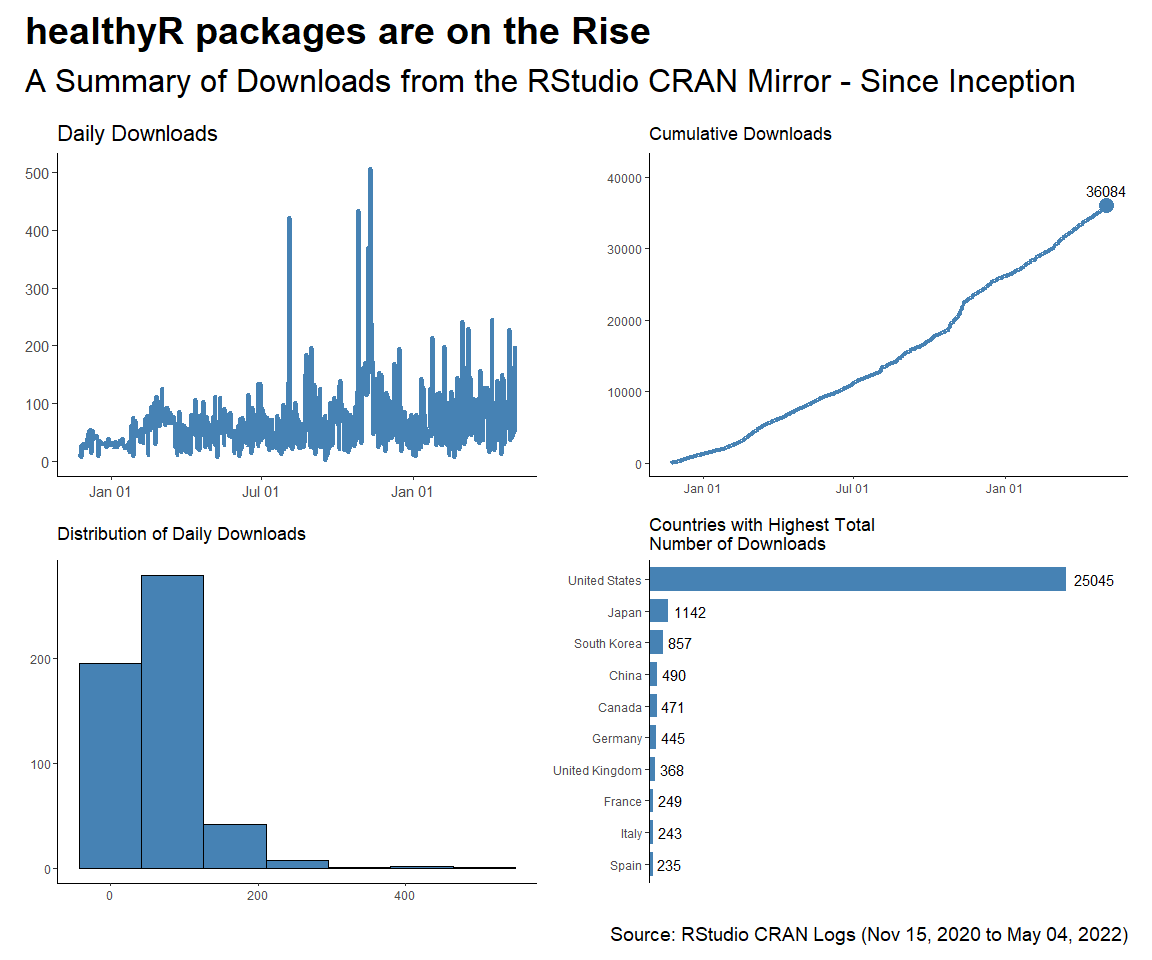 healthyR packages are on the Rise
A Summary of Downloads from the RStudio CRAN Mirror - Since Inception
Daily Downloads
500
400
300
200
100
0
Jan 01
Jul 01
Jan 01
Cumulative Downloads
40000
30000
20000
10000
0
36084
Jan 01
Jul 01
Jan 01
Distribution of Daily Downloads
200
100
0
0
200
400
Countries with Highest Total
Number of Downloads
United States 25045
Japan 1142
South Korea 857
China 490
Canada 471
Germany 445
United Kingdom 368
France 249
Italy 243
Spain 235
Source: RStudio CRAN Logs (Nov 15, 2020 to May 04, 2022)